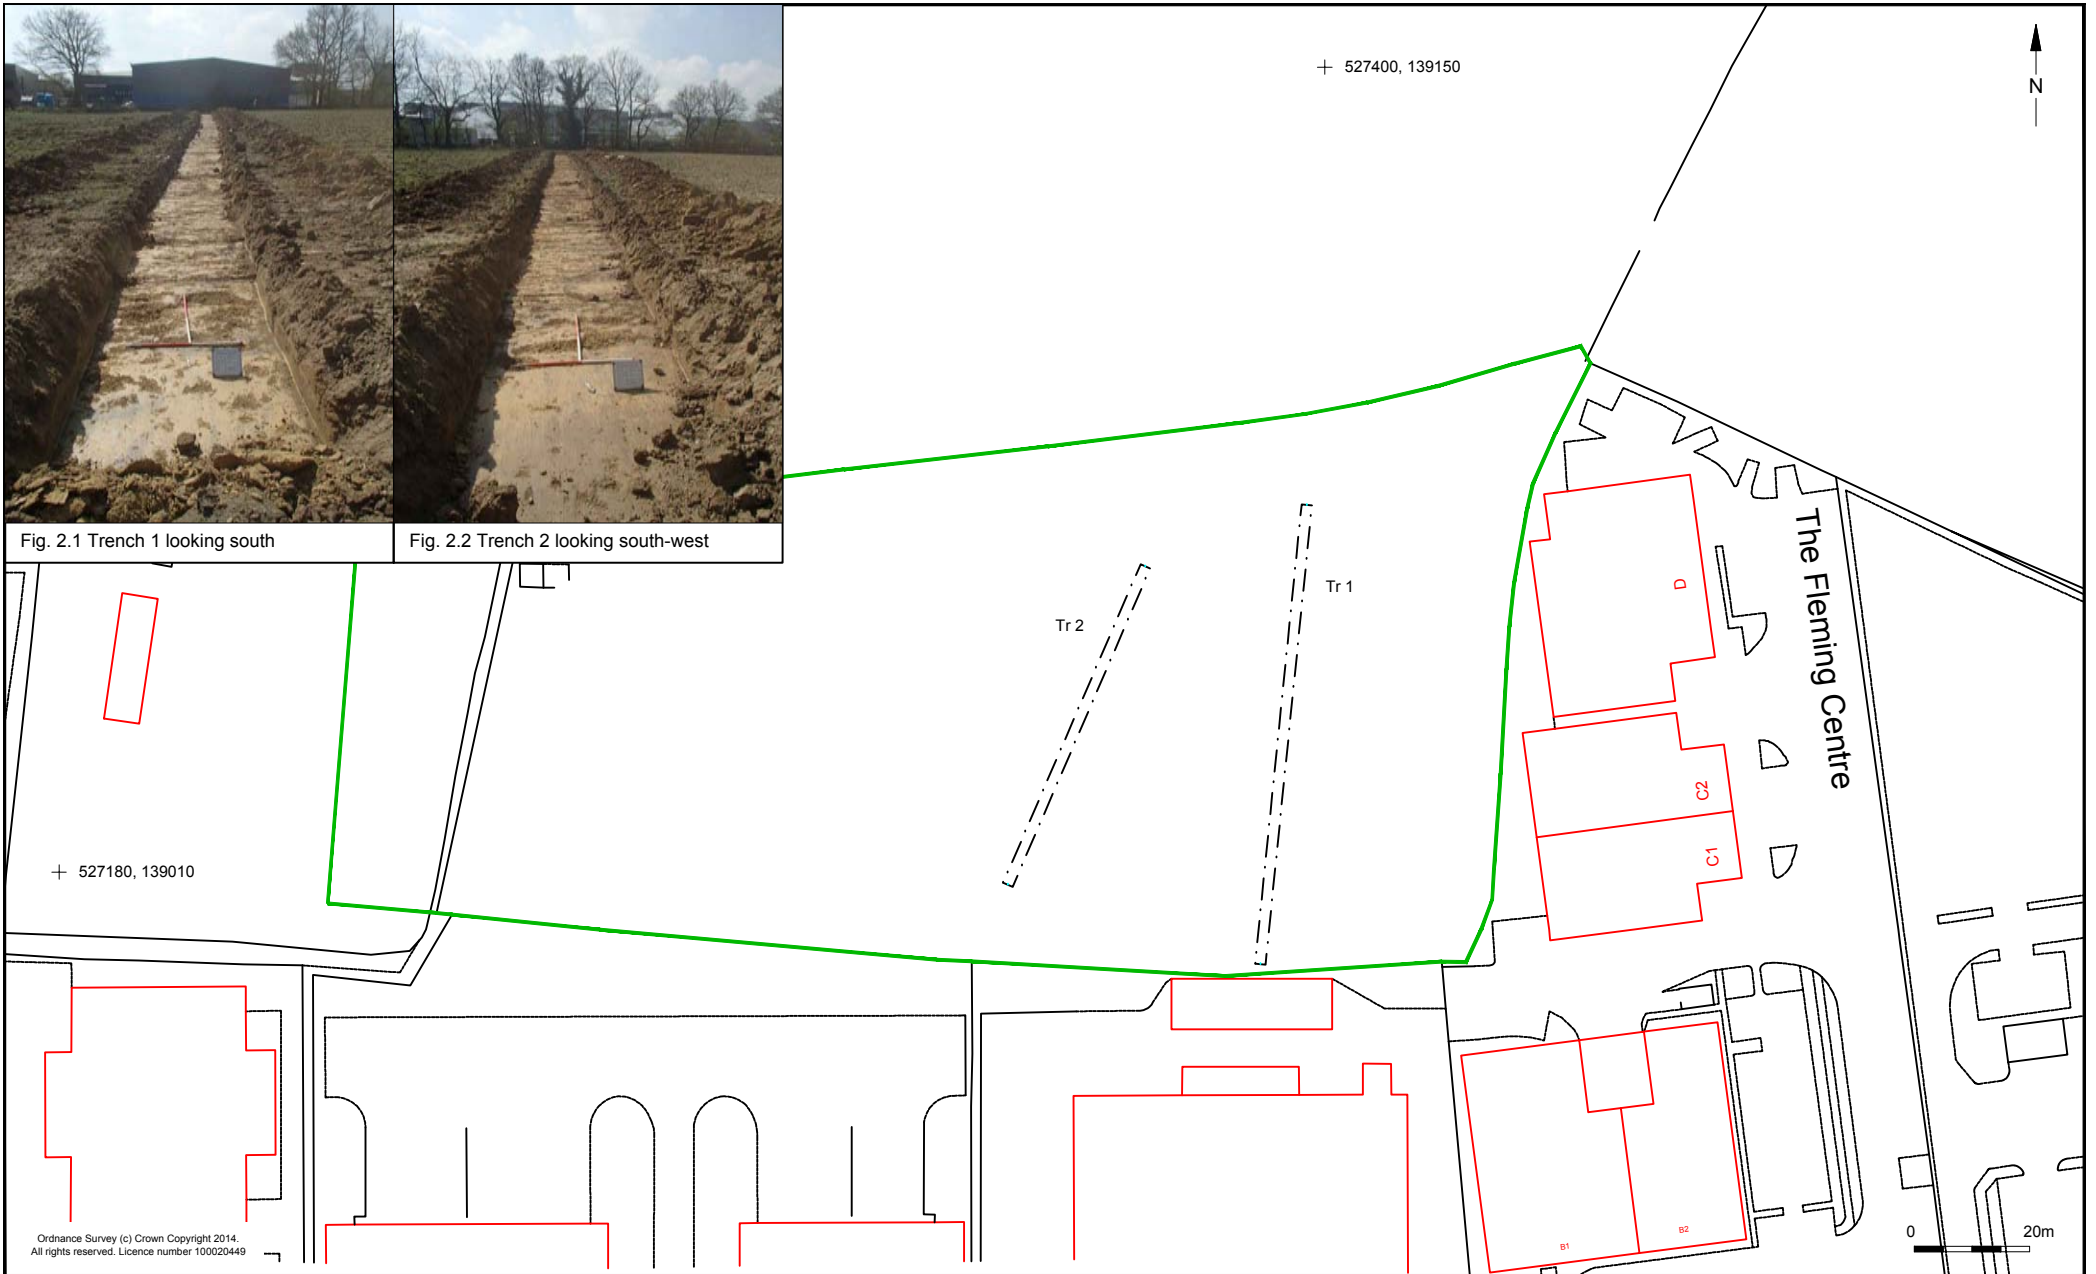 527400, 139150
N
Fig. 2.1 Trench 1 looking south
Fig. 2.2 Trench 2 looking south-west
Tr 1
Tr 2
D
The Fleming Centre
C2
C1
527180, 139010
B1
B2
0 20m
Ordnance Survey (c) Crown Copyright 2014.
All rights reserved. Licence number 100020449